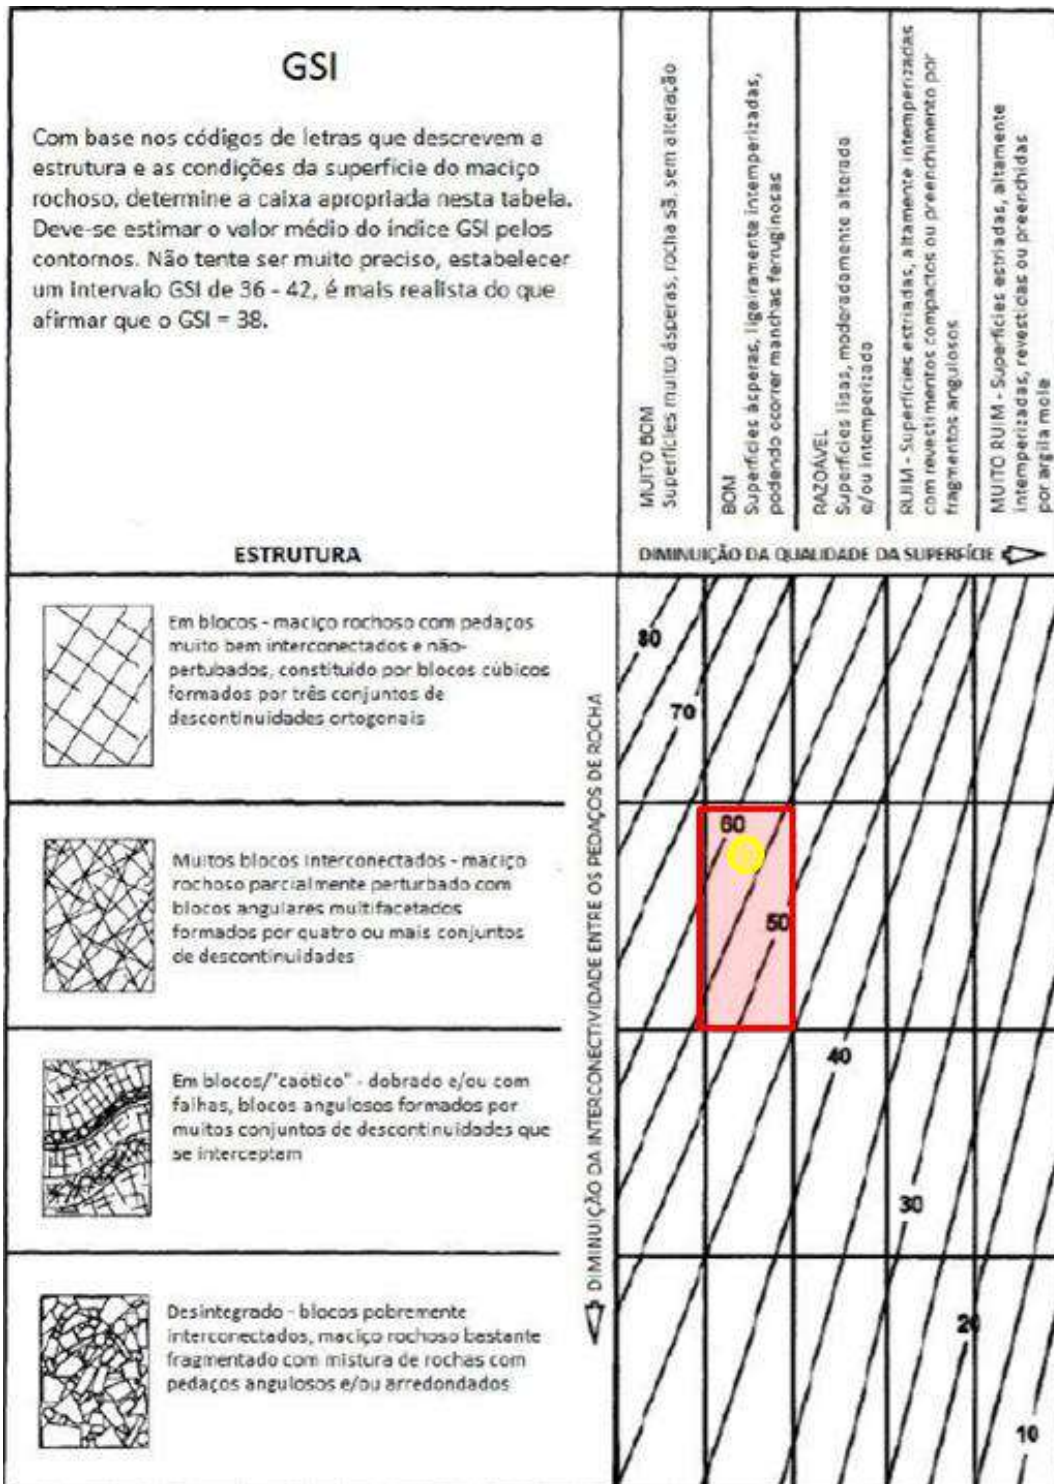 GSI
Com base nos códigos de letras que descrevem a
estrutura e as condições da superfície do maciço
rochoso, determine a caixa apropriada nesta tabela.
Deve-se estimar o valor médio do índice GSI pelos
contornos. Não tente ser muito preciso, estabelecer
um intervalo GSI de 36 - 42, é mais realista do que
afirmar que o GSI = 38.
ESTRUTURA
MUITO BOM
Superfícies muito ásperas, rocha sã, sem alteração
BOM
Superfícies ásperas, ligeiramente intemperizadas,
podendo ocorrer manchas ferruginosas
RAZOÁVEL
Superfícies lisas, moderadamente alterada
e/ou intemperizado
RUIM - Superfícies estriadas, altamente intemperizadas
com revestimentos compactos ou preenchimento por
fragmentos angulosos
MUITO RUIM - Superfícies estriadas, altamente
intemperizadas, revestidas ou preenchidas
por argila mole
DIMINUIÇÃO DA QUALIDADE DA SUPERFÍCIE
Em blocos - maciço rochoso com pedaços
muito bem interconectados e não-
pertubados, constituído por blocos cúbicos
formados por três conjuntos de
descontinuidades ortogonais
Muitos blocos interconectados - maciço
rochoso parcialmente perturbado com
blocos angulares multifacetados
formados por quatro ou mais conjuntos
de descontinuidades
Em blocos/"caótico" - dobrado e/ou com
falhas, blocos angulosos formados por
muitos conjuntos de descontinuidades que
se interceptam
Desintegrado - blocos pobremente
interconectados, maciço rochoso bastante
fragmentado com mistura de rochas com
pedaços angulosos e/ou arredondados
DIMINUIÇÃO DA INTERCONECTIVIDADE ENTRE OS PEDAÇOS DE ROCHA
80
70
60
50
40
30
20
10